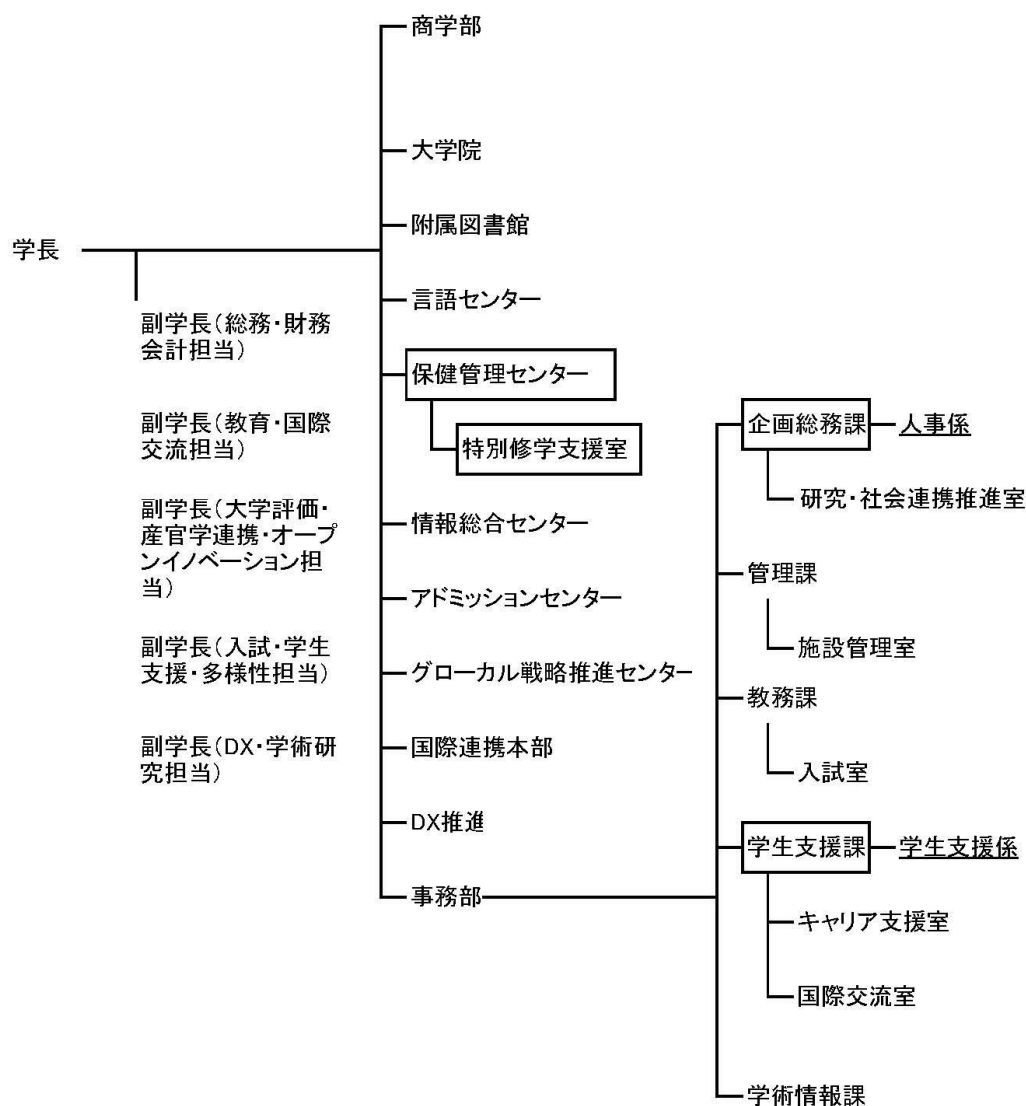 学長
副学長（総務・財務
会計担当）
副学長（教育・国際
交流担当）
副学長（大学評価・
産官学連携・オープ
ンイノベーション担
当）
副学長（入試・学生
支援・多様性担当）
副学長（DX・学術研
究担当）
商学部
大学院
附属図書館
言語センター
保健管理センター
特別修学支援室
情報総合センター
アドミッションセンター
グローカル戦略推進センター
国際連携本部
DX推進
事務部
企画総務課
人事係
研究・社会連携推進室
管理課
施設管理室
教務課
入試室
学生支援課
学生支援係
キャリア支援室
国際交流室
学術情報課